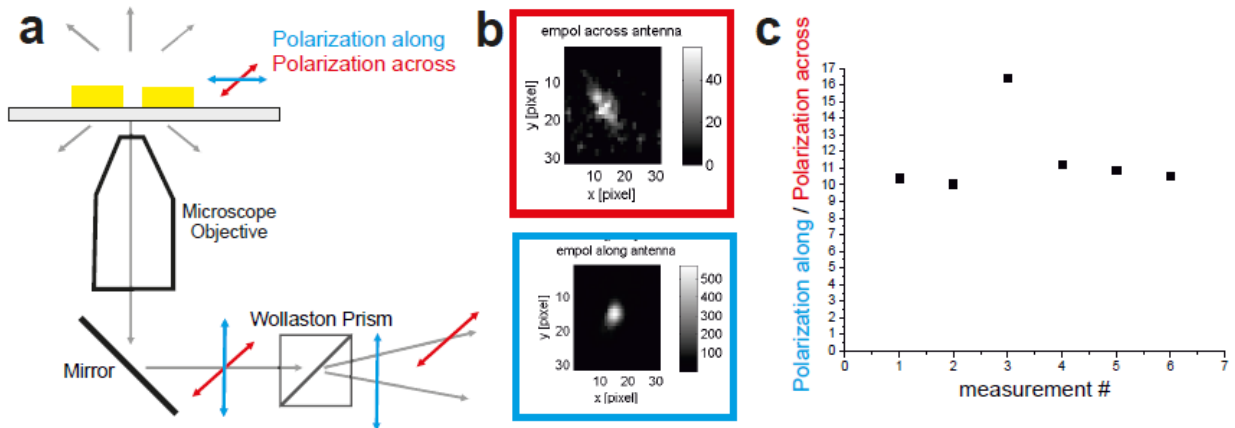 a
Polarization along
Polarization across
Microscope
Objective
Mirror
Wollaston Prism
b
empol across antenna
y [pixel]
10
20
30
10 20 30
x [pixel]
40
20
0
empol along antenna
y [pixel]
10
20
30
10 20 30
x [pixel]
500
400
300
200
100
c
Polarization along / Polarization across
17
16
15
14
13
12
11
10
9
8
7
6
5
4
3
2
1
0
0 1 2 3 4 5 6 7
measurement #